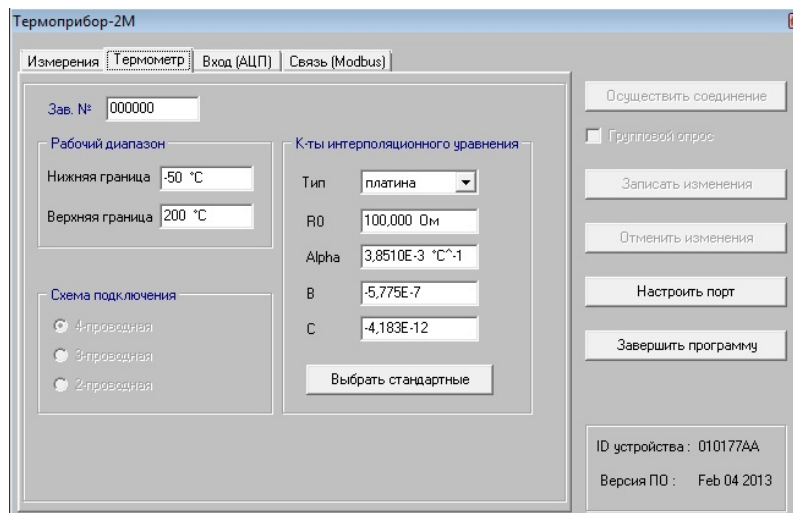 Термоприбор-2М
Измерения Термометр Вход (АЦП) Связь (Modbus)
Зав. № 000000
Рабочий диапазон
Нижняя граница -50 °C
Верхняя граница 200 °C
Схема подключения
4-проводная
3-проводная
2-проводная
К-ты интерполяционного уравнения
Тип платина
R0 100,000 Ом
Alpha 3,8510E-3 °C^-1
B -5,775E-7
C -4,183E-12
Выбрать стандартные
Осуществить соединение
Групповой опрос
Записать изменения
Отменить изменения
Настроить порт
Завершить программу
ID устройства : 010177AA
Версия ПО : Feb 04 2013